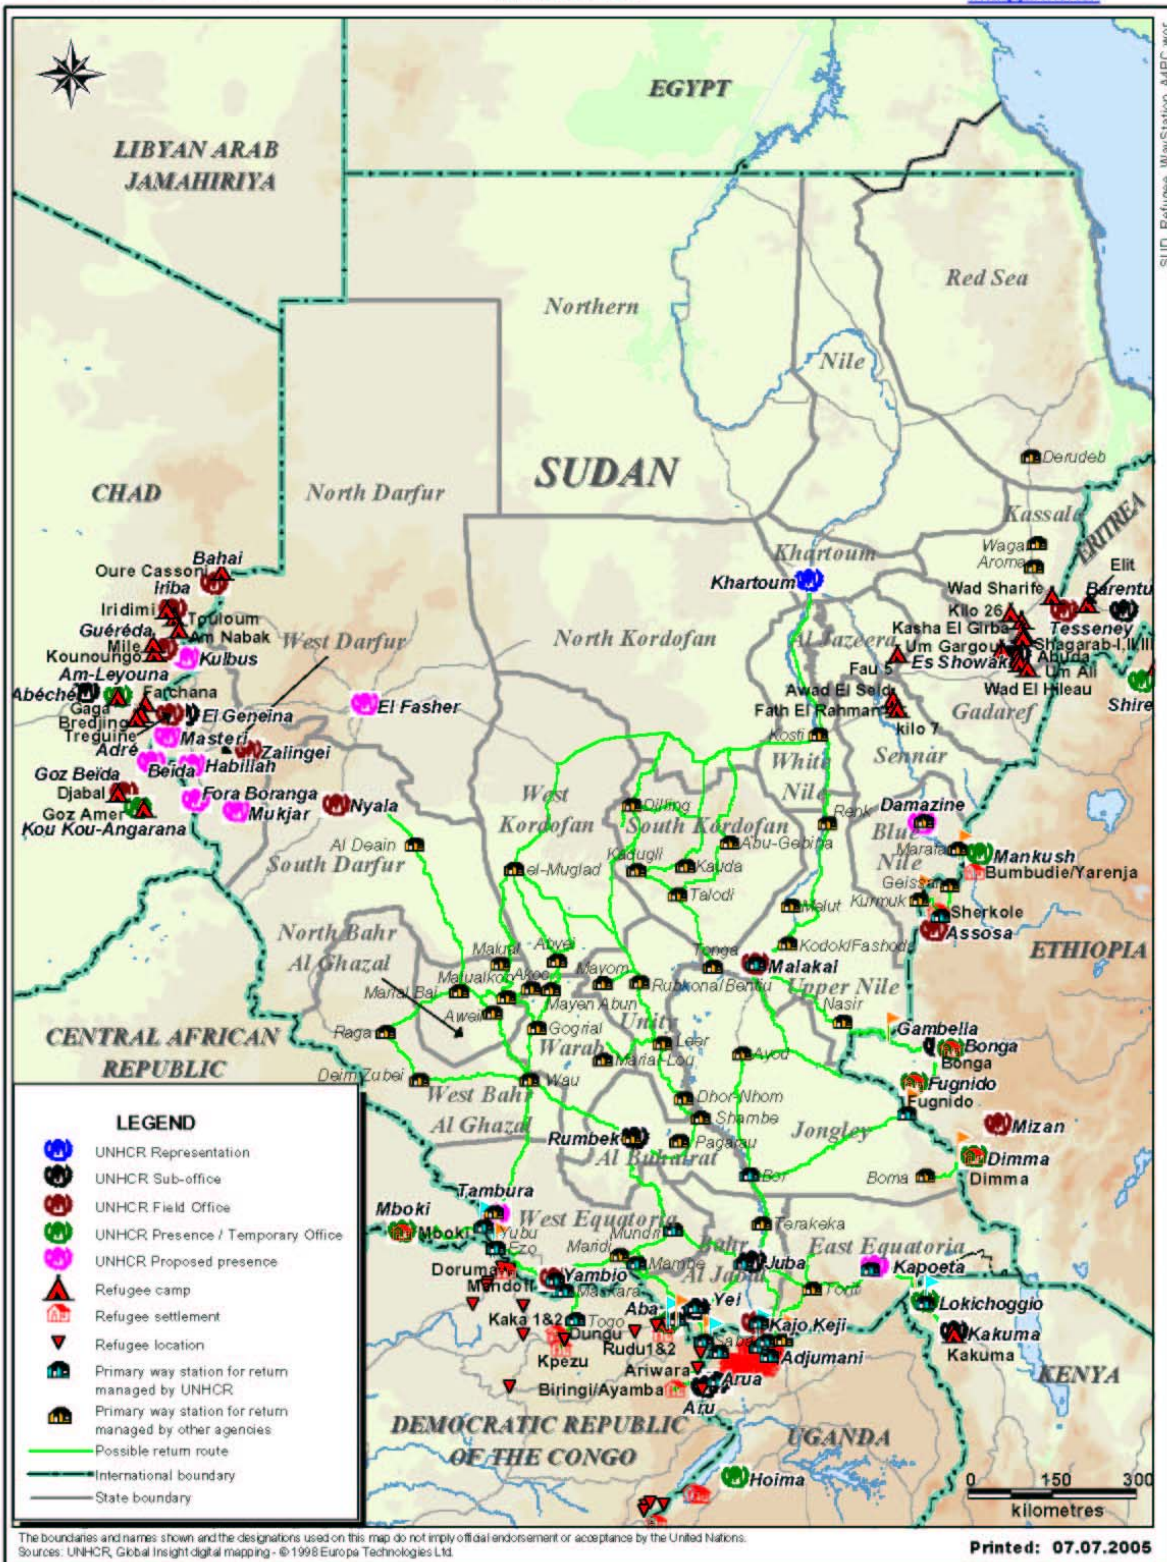 EGYPT
LIBYAN ARAB
JAMAHIRIYA
Red Sea
Northern
Nile
SUDAN
Derudeb
CHAD
North Darfur
Kassala
ERITREA
Waga
Aroma
Khartoum
Khartoum
Elit
Bahai
Oure Cassoni
Iriba
Wad Sharife
Barentu
Iridimi
Touloum
Kilo 26
Guéréda
Am Nabak
West Darfur
North Kordofan
Al Jazeera
Kasha El Girba
Tesseney
Mile
Um Gargour
Shagarab-I,II,III
Kounoungo
Kulbus
Fau 5
Es Showak
Abuda
Um Ali
Am-Leyouna
Wad El Hileau
Abéché
Farchana
Awad El Seid
Gaga
El Geneina
El Fasher
Fath El Rahman
Gadaref
Shire
Bredjing
kilo 7
Treguine
Masteri
Kosti
Adré
Zalingei
Sennar
Beida
Habillah
White
Nile
Goz Beïda
Djabal
Fora Boranga
West
Kordofan
Dilling
Damazine
Goz Amer
Mukjar
Nyala
South Kordofan
Renk
Blue
Nile
Kou Kou-Angarana
Al Deain
Abu-Gebiha
Mankush
South Darfur
el-Muglad
Kadugli
Kauda
Bumbudie/Yarenja
Geissan
Talodi
Kurmuk
Melut
Sherkole
Assosa
North Bahr
Al Ghazal
Kodok/Fashoda
ETHIOPIA
Malual
Abyei
Tonga
Malakal
Malualkon
Akoc
Mayom
Rubkona/Bentiu
Upper Nile
Marial Bai
Mayen Abun
Nasir
Aweil
Gogrial
Unity
Gambella
CENTRAL AFRICAN
REPUBLIC
Raga
Warab
Leer
Bonga
Marial-Lou
Ayod
Bonga
Deim Zubei
Wau
Fugnido
West Bahr
Al Ghazal
Dhor-Nhom
Fugnido
Shambe
Jongley
Mizan
Rumbek
Pagarau
Al Buhairat
Dimma
Bor
Boma
Dimma
Tambura
Mboki
Mboki
Yubu
West Equatoria
Terakeka
Ezo
Mundri
Bahr
Al Jabal
East Equatoria
Maridi
Juba
Kapoeta
Doruma
Mambe
Yambio
Torit
Maskara
Yei
Lokichoggio
Aba
Kaka 1&2
Togo
Kajo Keji
Dungu
Kakuma
Kpezu
Rudu1&2
Adjumani
Kakuma
Ariwara
Arua
Biringi/Ayamba
KENYA
Aru
DEMOCRATIC REPUBLIC
OF THE CONGO
UGANDA
Hoima
LEGEND
UNHCR Representation
UNHCR Sub-office
UNHCR Field Office
UNHCR Presence / Temporary Office
UNHCR Proposed presence
Refugee camp
Refugee settlement
Refugee location
Primary way station for return
managed by UNHCR
Primary way station for return
managed by other agencies
Possible return route
International boundary
State boundary
0 150 300
kilometres
The boundaries and names shown and the designations used on this map do not imply official endorsement or acceptance by the United Nations.
Sources: UNHCR, Global Insight digital mapping - © 1998 Europa Technologies Ltd.
Printed: 07.07.2005